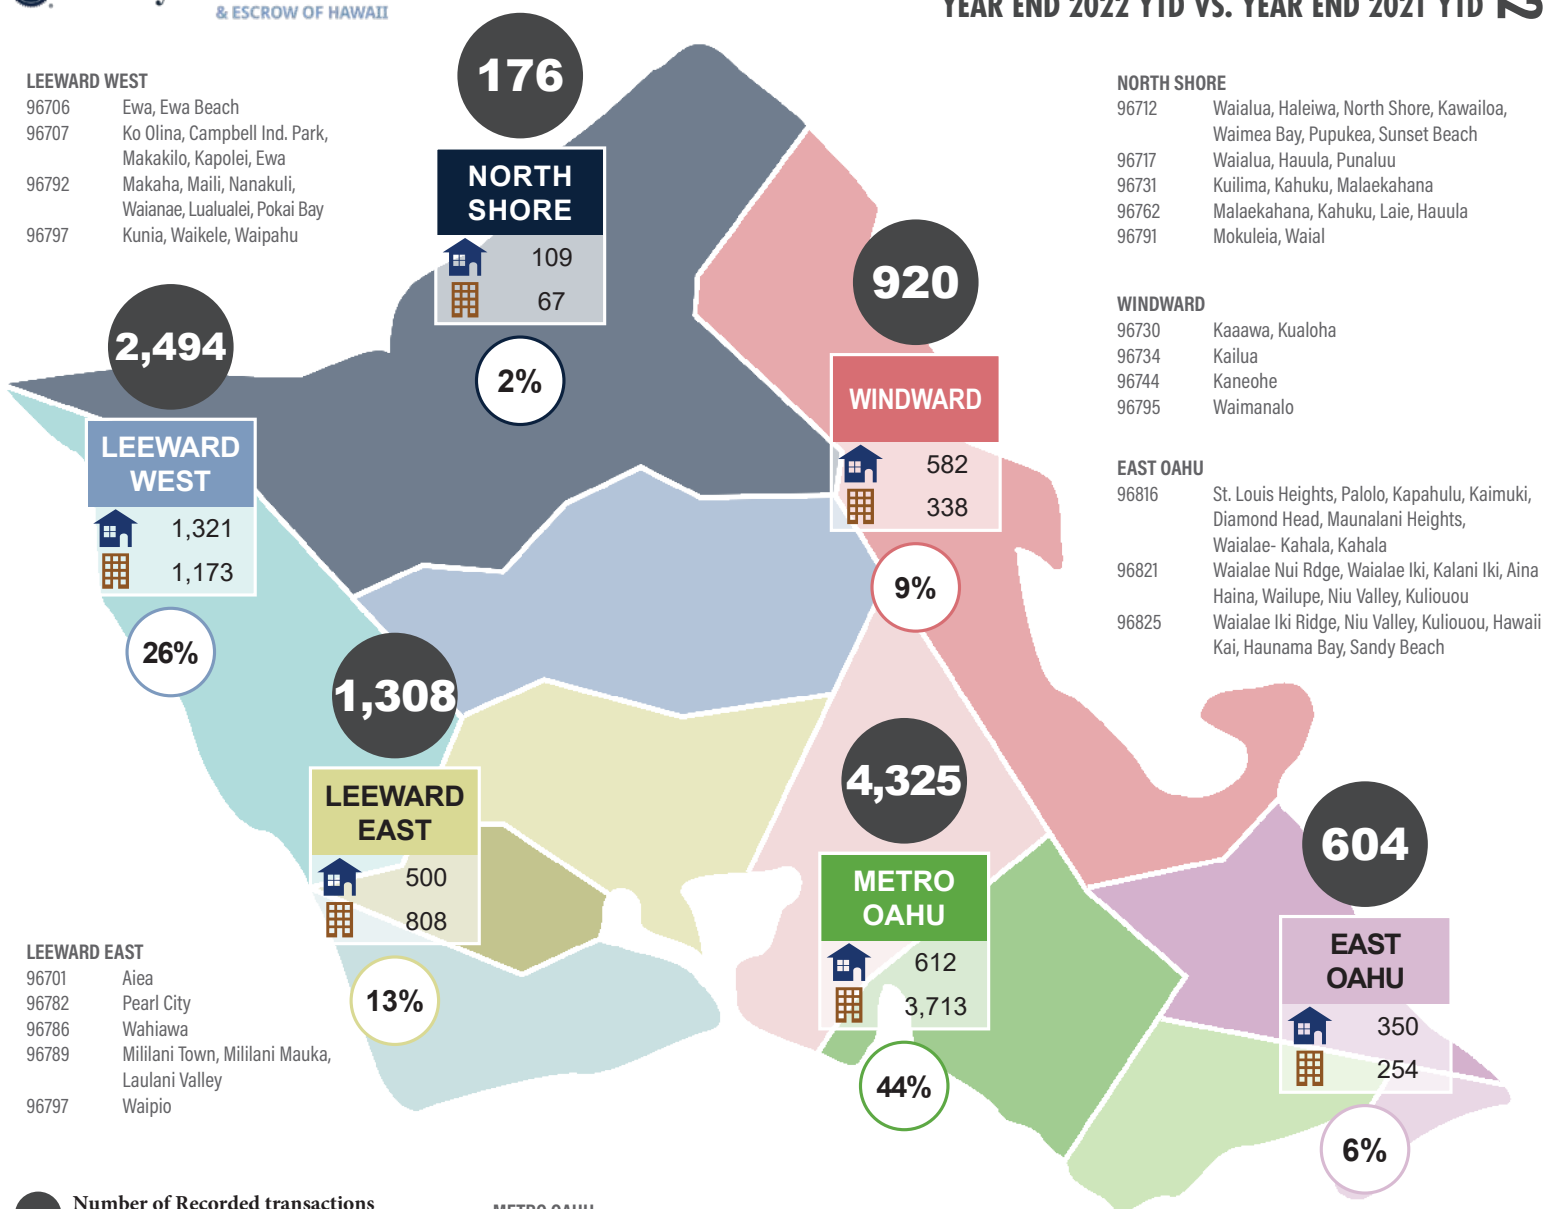 & ESCROW OF HAWAII
YEAR END 2022 YTD VS. YEAR END 2021 YTD
2
LEEWARD WEST
96706 Ewa, Ewa Beach
96707 Ko Olina, Campbell Ind. Park,
Makakilo, Kapolei, Ewa
96792 Makaha, Maili, Nanakuli,
Waianae, Lualualei, Pokai Bay
96797 Kunia, Waikele, Waipahu
176
NORTH
SHORE
109
67
2%
NORTH SHORE
96712 Waialua, Haleiwa, North Shore, Kawailoa,
Waimea Bay, Pupukea, Sunset Beach
96717 Waialua, Hauula, Punaluu
96731 Kuilima, Kahuku, Malaekahana
96762 Malaekahana, Kahuku, Laie, Hauula
96791 Mokuleia, Waial
WINDWARD
96730 Kaaawa, Kualoha
96734 Kailua
96744 Kaneohe
96795 Waimanalo
EAST OAHU
96816 St. Louis Heights, Palolo, Kapahulu, Kaimuki,
Diamond Head, Maunalani Heights,
Waialae- Kahala, Kahala
96821 Waialae Nui Rdge, Waialae Iki, Kalani Iki, Aina
Haina, Wailupe, Niu Valley, Kuliouou
96825 Waialae Iki Ridge, Niu Valley, Kuliouou, Hawaii
Kai, Haunama Bay, Sandy Beach
920
WINDWARD
582
338
9%
2,494
LEEWARD
WEST
1,321
1,173
26%
1,308
LEEWARD
EAST
500
808
13%
4,325
METRO
OAHU
612
3,713
44%
604
EAST
OAHU
350
254
6%
LEEWARD EAST
96701 Aiea
96782 Pearl City
96786 Wahiawa
96789 Mililani Town, Mililani Mauka,
Laulani Valley
96797 Waipio
Number of Recorded transactions
METRO OAHU